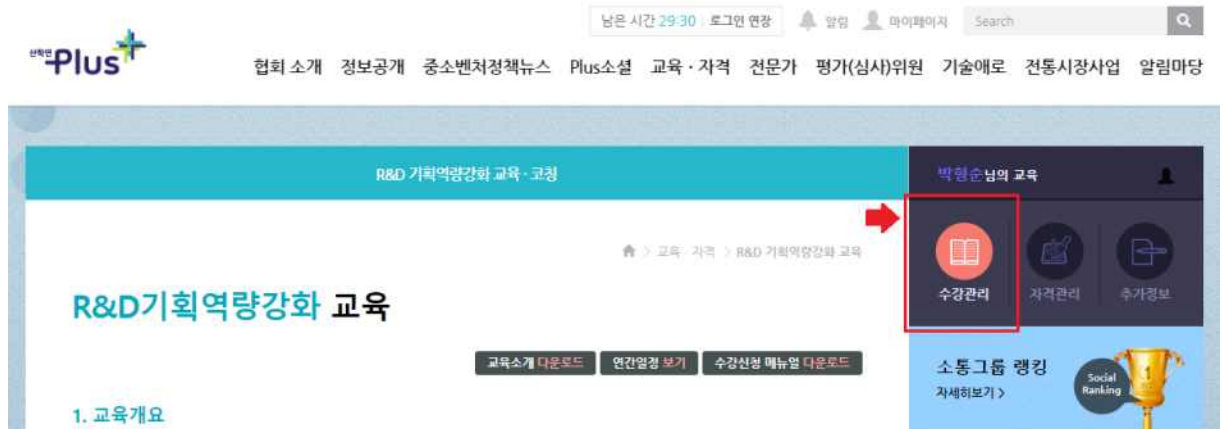 남은 시간 29:30 로그인 연장 알림 마이페이지 Search
산학연 Plus
협회 소개 정보공개 중소벤처정책뉴스 Plus소셜 교육 · 자격 전문가 평가(심사)위원 기술애로 전통시장사업 알림마당
R&D 기획역량강화 교육 · 코칭
박형순님의 교육
> 교육 · 자격 > R&D 기획역량강화 교육
수강관리 자격관리 추가정보
R&D기획역량강화 교육
교육소개 다운로드 연간일정 보기 수강신청 매뉴얼 다운로드
소통그룹 랭킹
자세히보기 >
Social
Ranking
1
1. 교육개요